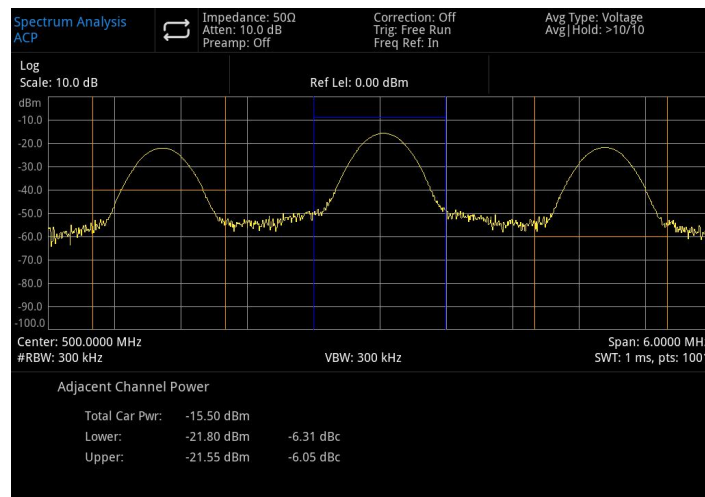 Spectrum Analysis
ACP
Impedance: 50Ω
Atten: 10.0 dB
Preamp: Off
Correction: Off
Trig: Free Run
Freq Ref: In
Avg Type: Voltage
Avg|Hold: >10/10
Log
Scale: 10.0 dB
Ref Lel: 0.00 dBm
dBm
-10.0
-20.0
-30.0
-40.0
-50.0
-60.0
-70.0
-80.0
-90.0
-100.0
Center: 500.0000 MHz
Span: 6.0000 MH
#RBW: 300 kHz
VBW: 300 kHz
SWT: 1 ms, pts: 100
Adjacent Channel Power
Total Car Pwr: -15.50 dBm
Lower: -21.80 dBm -6.31 dBc
Upper: -21.55 dBm -6.05 dBc